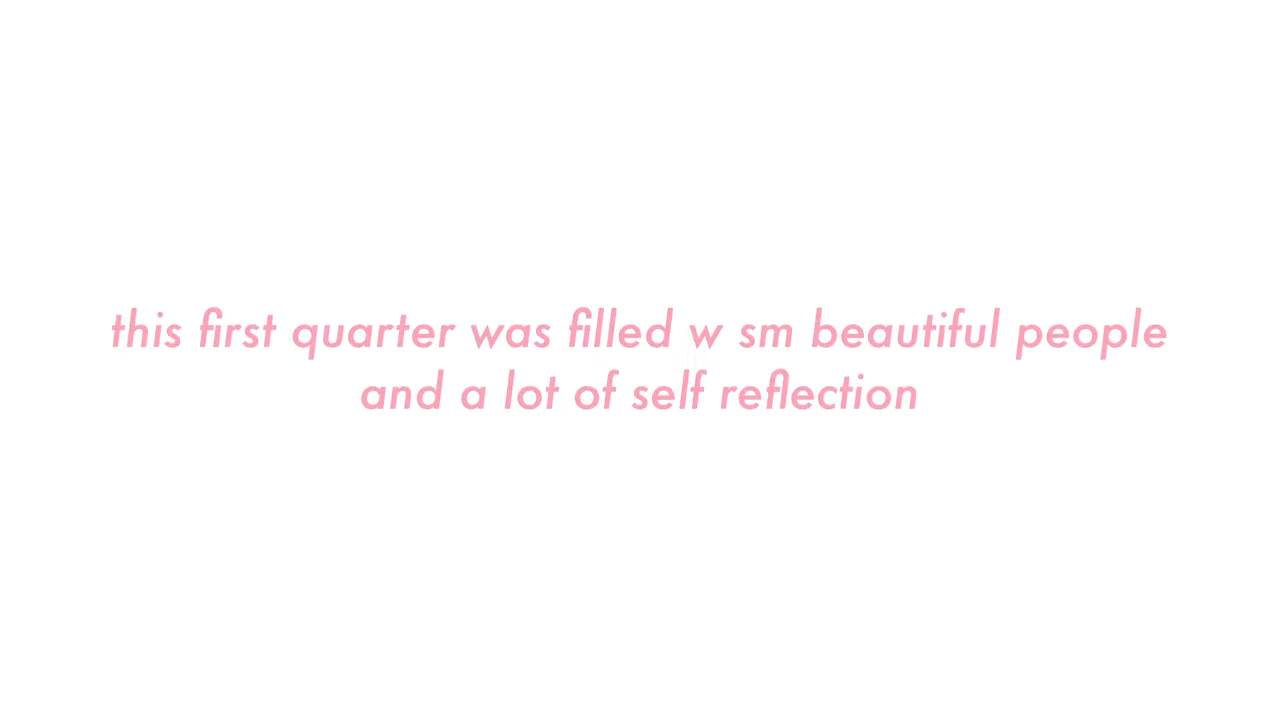 this first quarter was filled w sm beautiful people
and a lot of self reflection